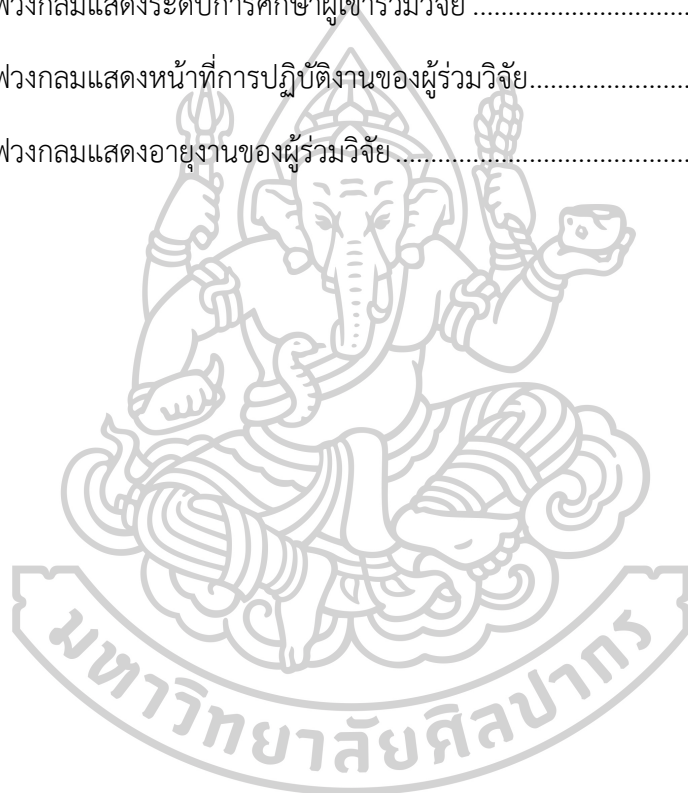 ฟวงกลมแสดงระดับการศึกษาผู้เข้าร่วมวิจัย ........................................
ฟวงกลมแสดงหน้าที่การปฏิบัติงานของผู้ร่วมวิจัย..............................
ฟวงกลมแสดงอายุงานของผู้ร่วมวิจัย ................................................
มหาวิทยาลัยศิลปากร